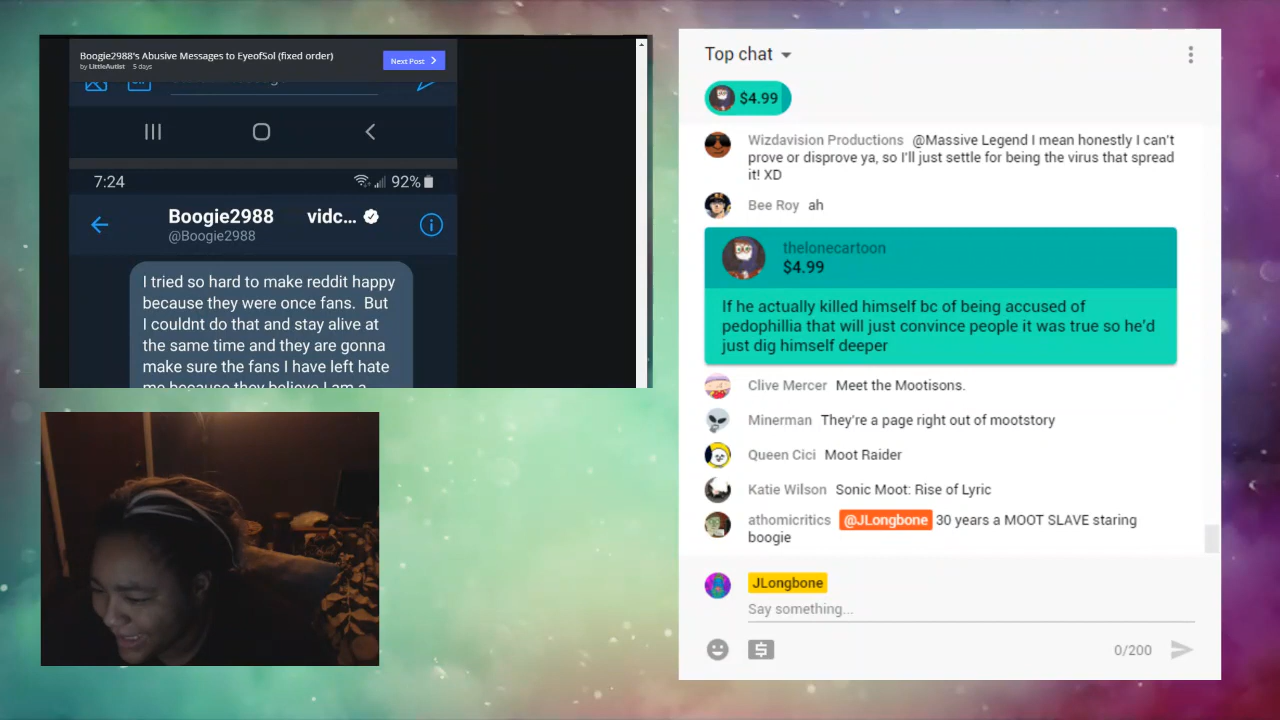 Boogie2988's Abusive Messages to EyeofSol (fixed order)
by LittleAutist 5 days
Next Post
7:24
92%
Boogie2988 vidc...
@Boogie2988
I tried so hard to make reddit happy
because they were once fans. But
I couldnt do that and stay alive at
the same time and they are gonna
make sure the fans I have left hate
me because they believe I am a
Top chat
$4.99
Wizdavision Productions @Massive Legend I mean honestly I can't
prove or disprove ya, so I'll just settle for being the virus that spread
it! XD
Bee Roy ah
thelonecartoon
$4.99
If he actually killed himself bc of being accused of
pedophillia that will just convince people it was true so he'd
just dig himself deeper
Clive Mercer Meet the Mootisons.
Minerman They're a page right out of mootstory
Queen Cici Moot Raider
Katie Wilson Sonic Moot: Rise of Lyric
athomicritics @JLongbone 30 years a MOOT SLAVE staring
boogie
JLongbone
Say something...
0/200